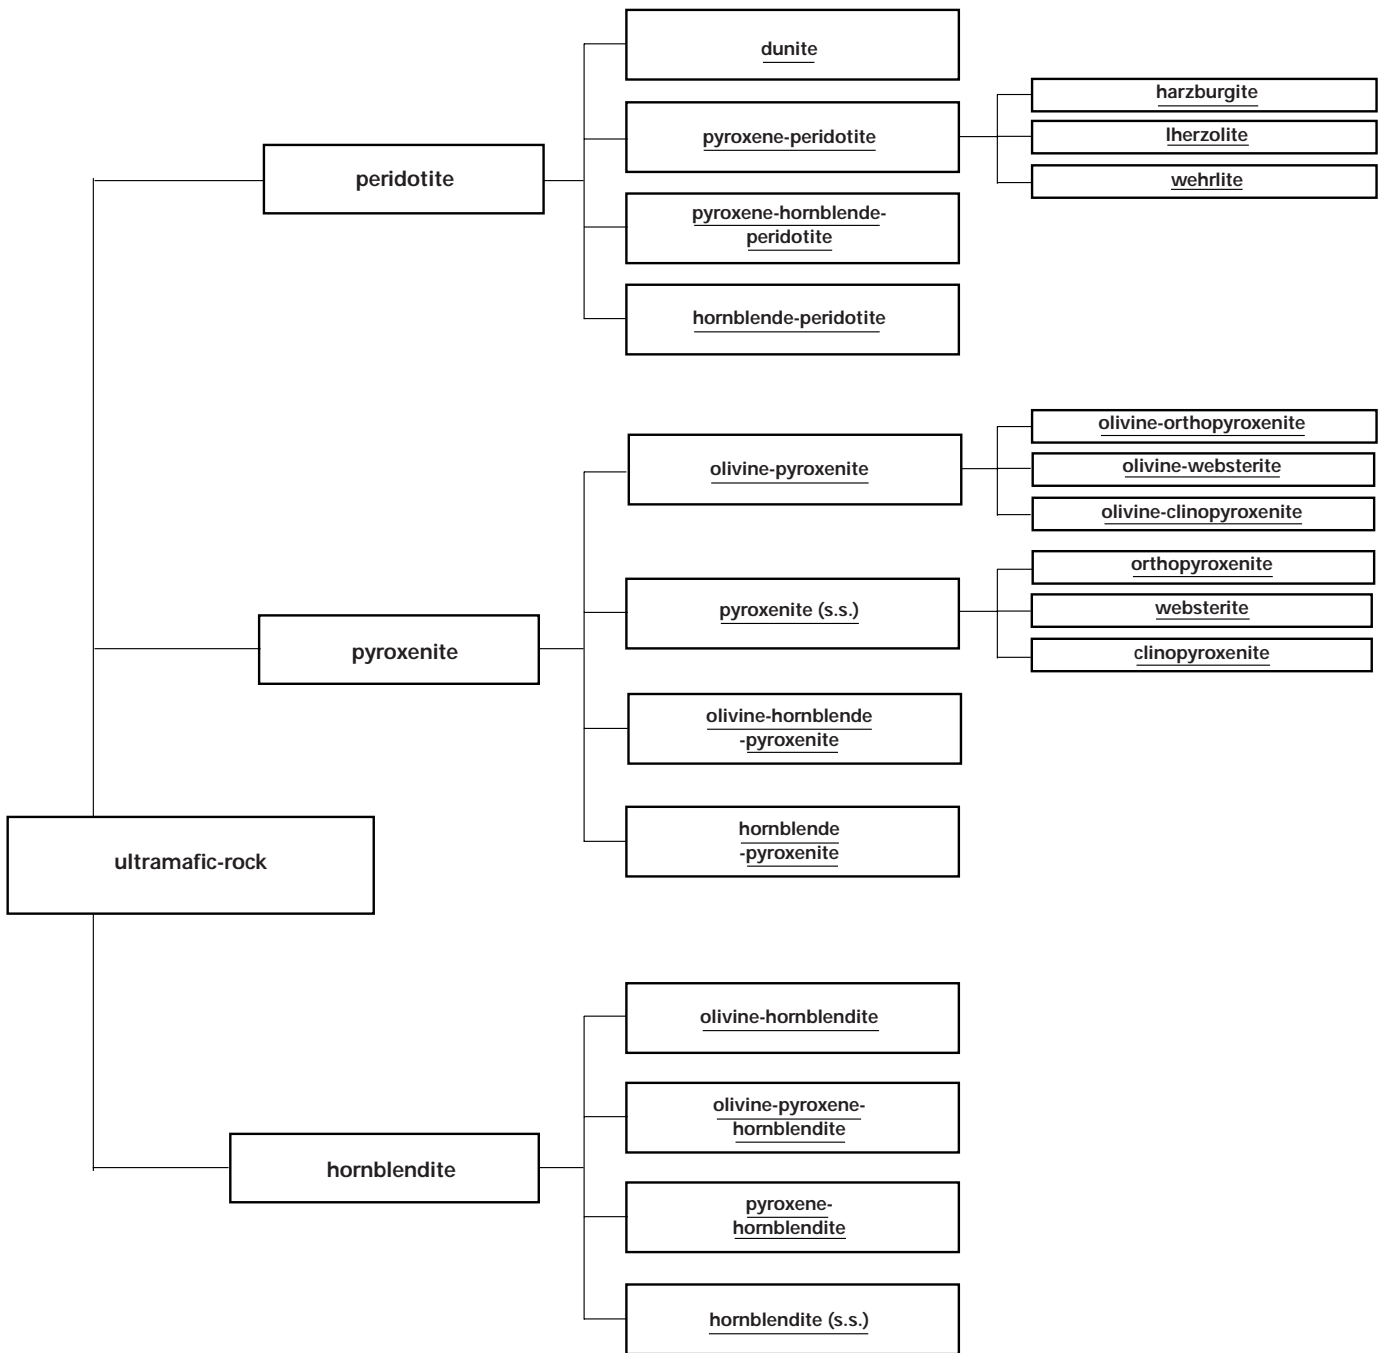 dunite
harzburgite
pyroxene-peridotite
lherzolite
peridotite
wehrlite
pyroxene-hornblende-
peridotite
hornblende-peridotite
olivine-orthopyroxenite
olivine-pyroxenite
olivine-websterite
olivine-clinopyroxenite
orthopyroxenite
pyroxenite (s.s.)
websterite
pyroxenite
clinopyroxenite
olivine-hornblende
-pyroxenite
hornblende
-pyroxenite
ultramafic-rock
olivine-hornblendite
olivine-pyroxene-
hornblendite
hornblendite
pyroxene-
hornblendite
hornblendite (s.s.)